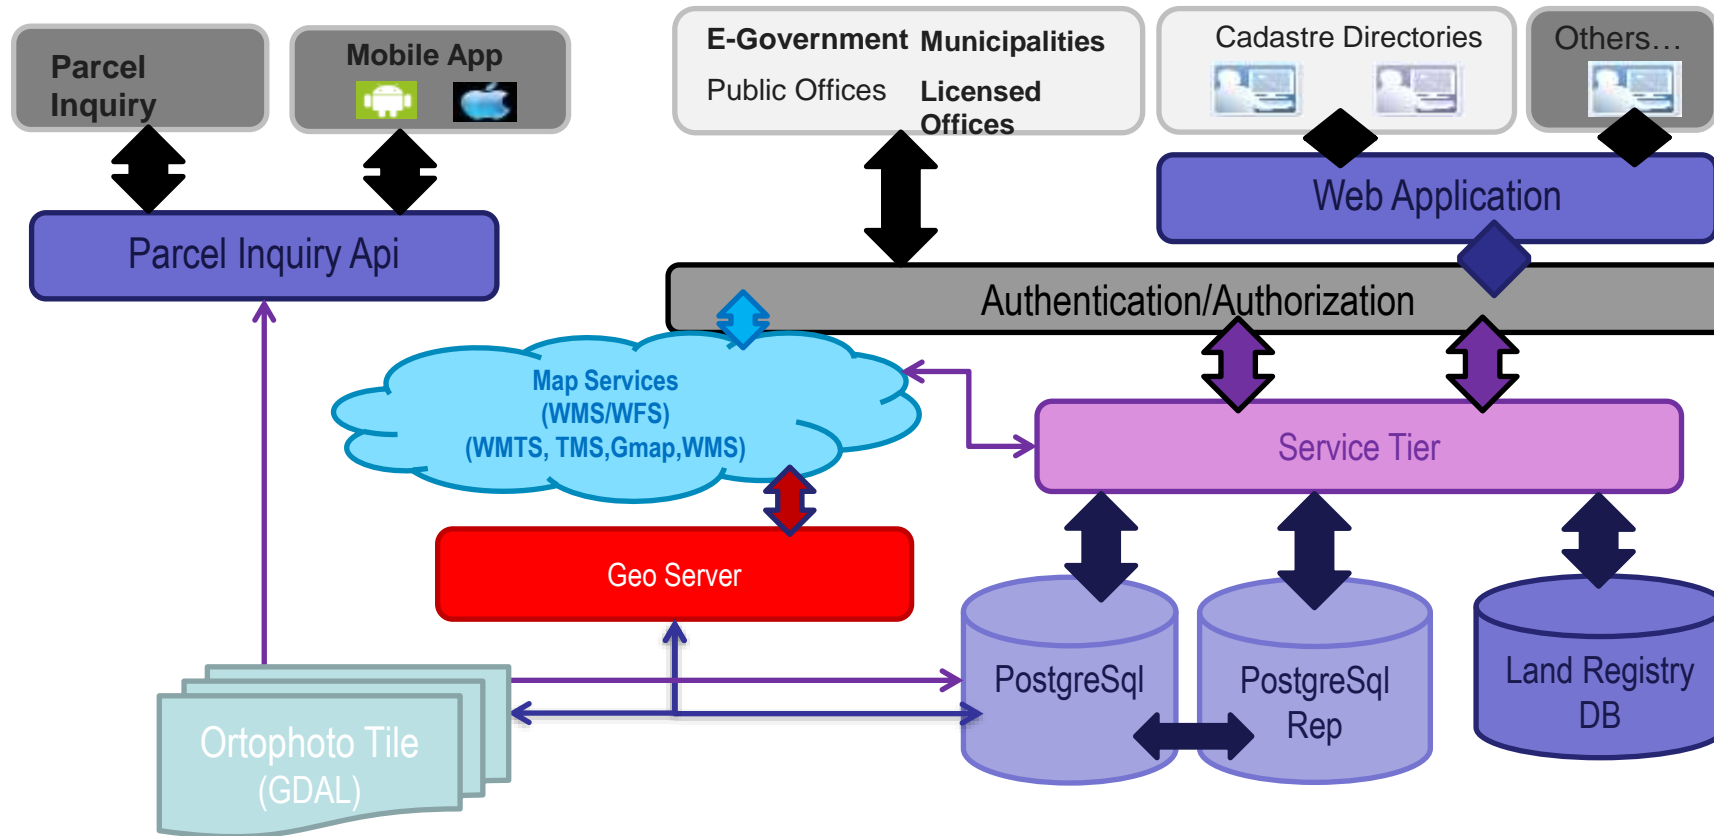 Parcel
Inquiry
Mobile App
E-Government
Municipalities
Public Offices
Licensed
Offices
Cadastre Directories
Others...
Web Application
Parcel Inquiry Api
Authentication/Authorization
Map Services
(WMS/WFS)
(WMTS, TMS,Gmap,WMS)
Service Tier
Geo Server
PostgreSql
PostgreSql
Rep
Land Registry
DB
Ortophoto Tile
(GDAL)